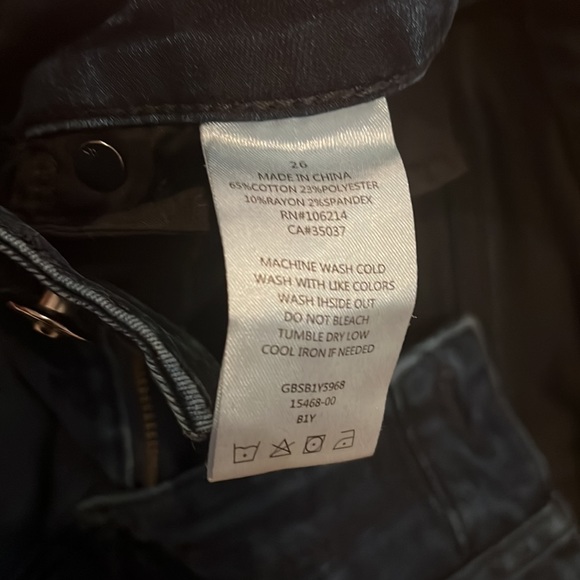 26
MADE IN CHINA
65%COTTON 23%POLYESTER
10%RAYON 2%SPANDEX
RN#106214
CA#35037
MACHINE WASH COLD
WASH WITH LIKE COLORS
WASH IHSIDE OUT
DO NOT BLEACH
TUMBLE DRY LOW
COOL IRON IF NEEDED
GBSB1Y5968
15468-00
B1Y